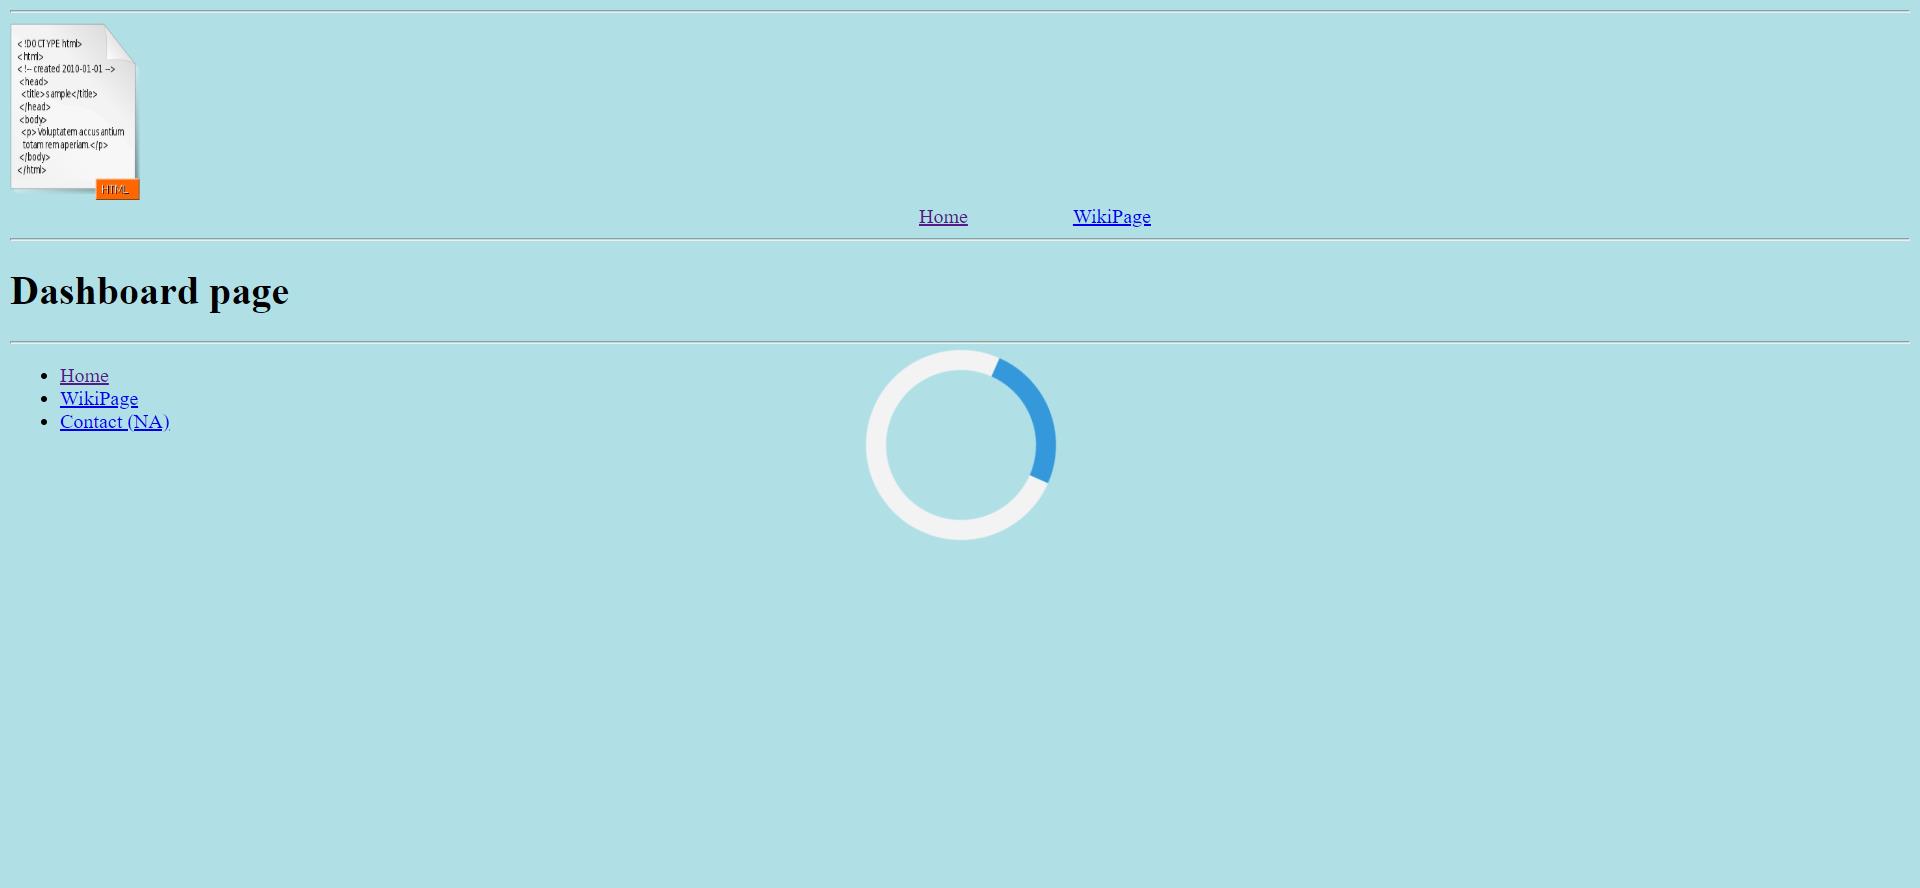 <!DOCTYPE html>
<html>
<!-- created 2010-01-01 -->
<head>
<title>sample</title>
</head>
<body>
<p>Voluptatem accusantium
totam rem aperiam.</p>
</body>
</html>
HTML
Home WikiPage
Dashboard page
Home
WikiPage
Contact (NA)